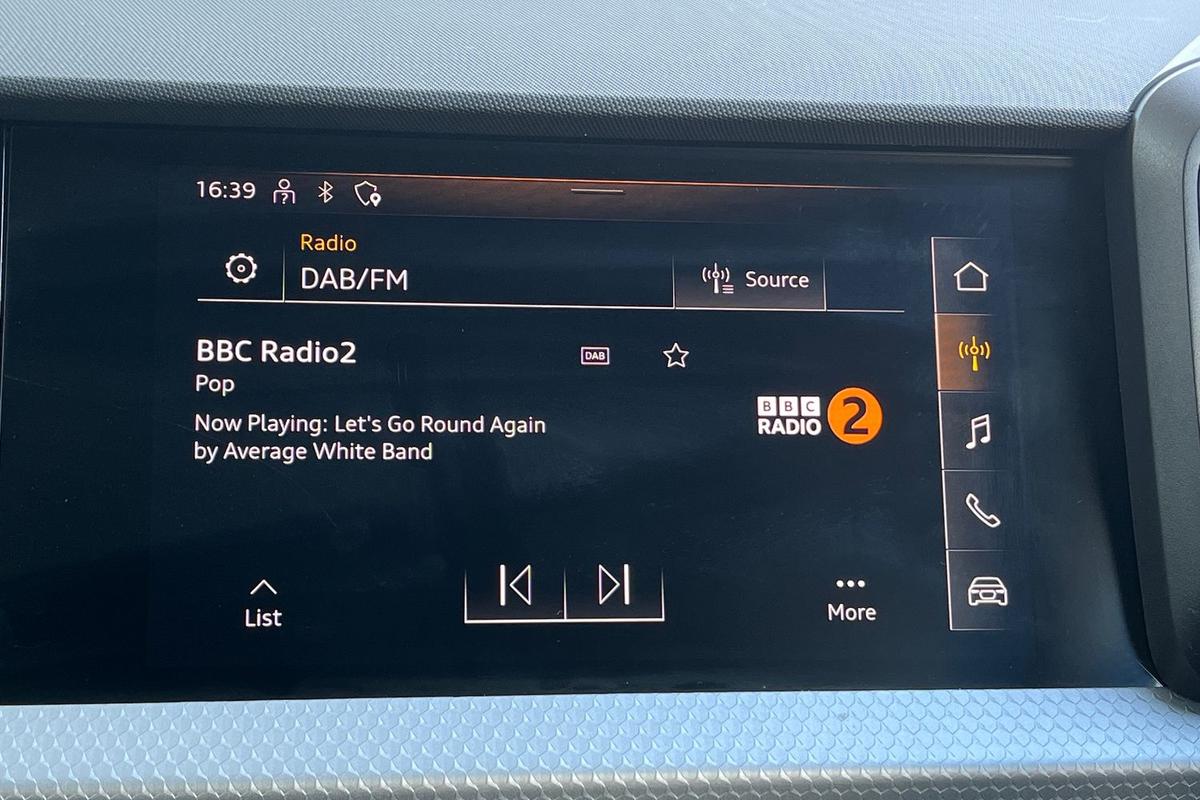 16:39
Radio
DAB/FM
Source
BBC Radio2
DAB
Pop
Now Playing: Let's Go Round Again
by Average White Band
BBC
RADIO 2
List
More